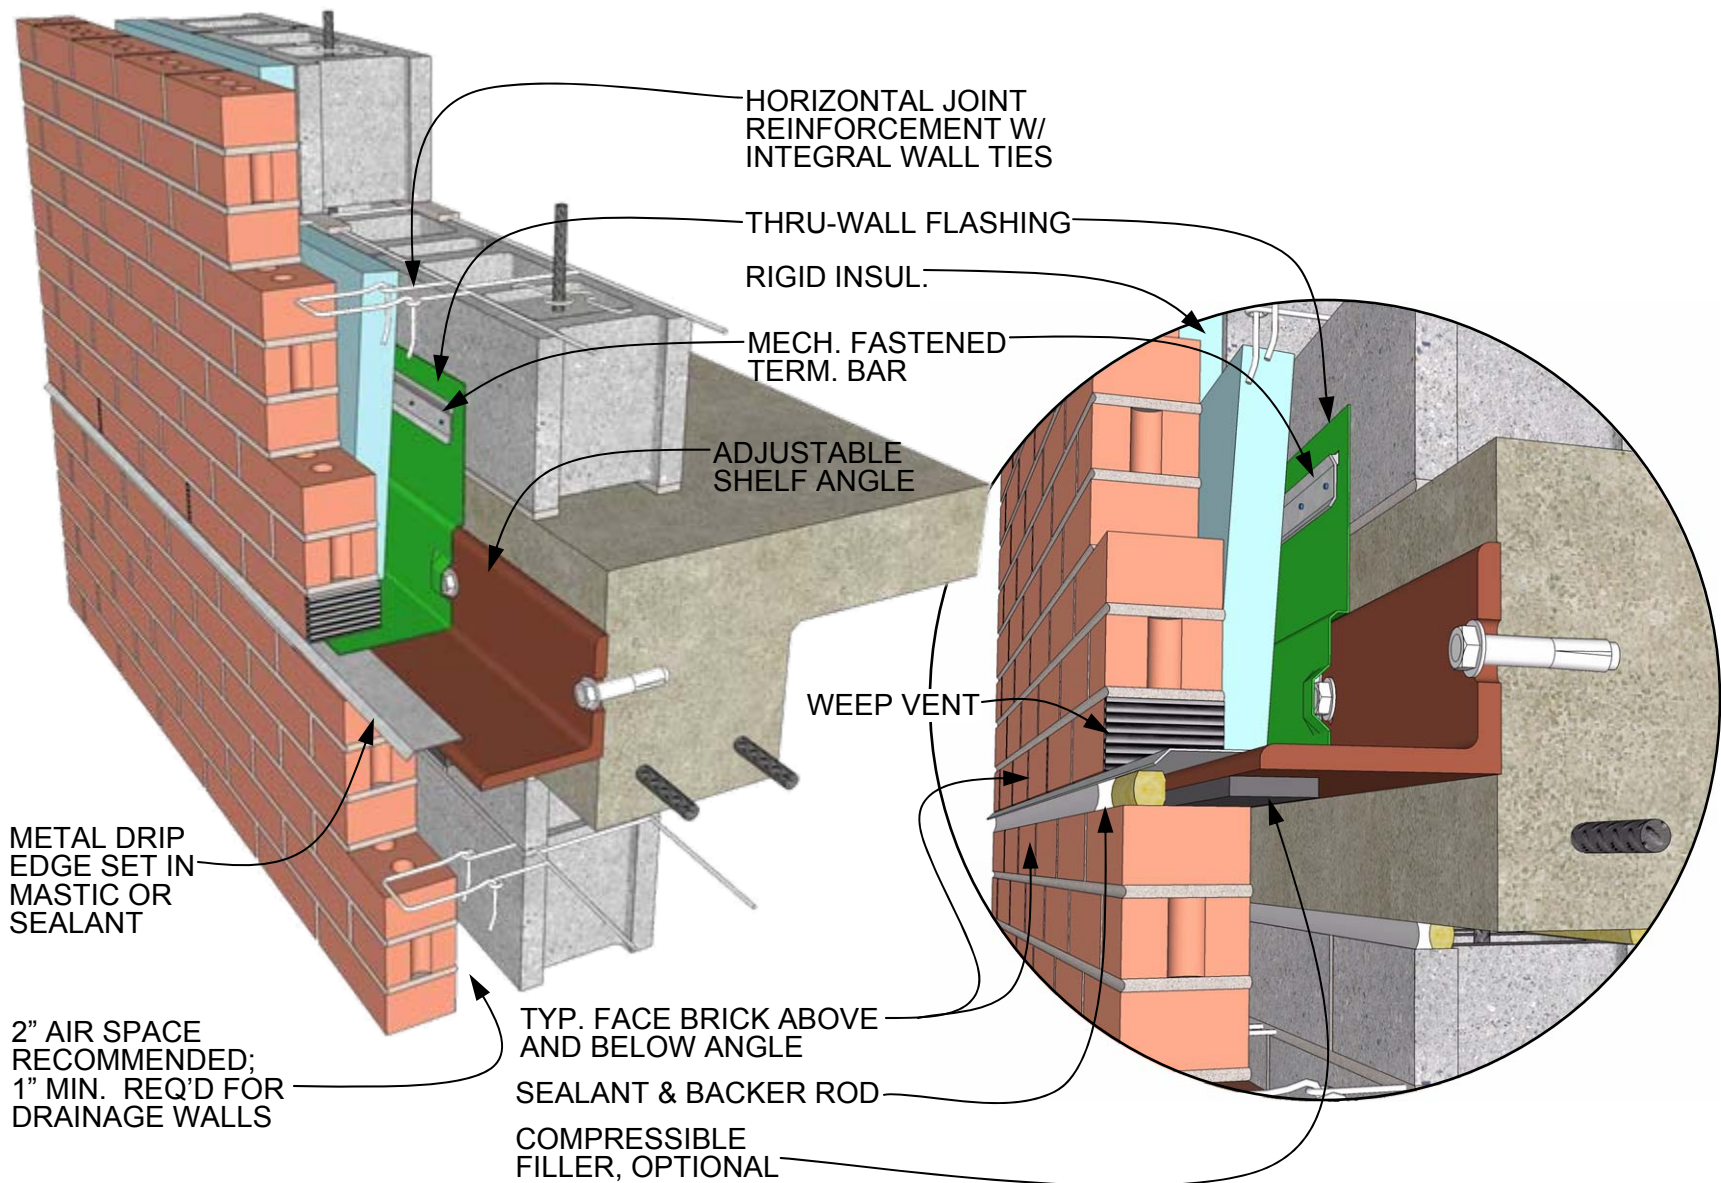 HORIZONTAL JOINT
REINFORCEMENT W/
INTEGRAL WALL TIES
THRU-WALL FLASHING
RIGID INSUL.
MECH. FASTENED
TERM. BAR
ADJUSTABLE
SHELF ANGLE
WEEP VENT
METAL DRIP
EDGE SET IN
MASTIC OR
SEALANT
2” AIR SPACE
RECOMMENDED;
1” MIN. REQ’D FOR
DRAINAGE WALLS
TYP. FACE BRICK ABOVE
AND BELOW ANGLE
SEALANT & BACKER ROD
COMPRESSIBLE
FILLER, OPTIONAL